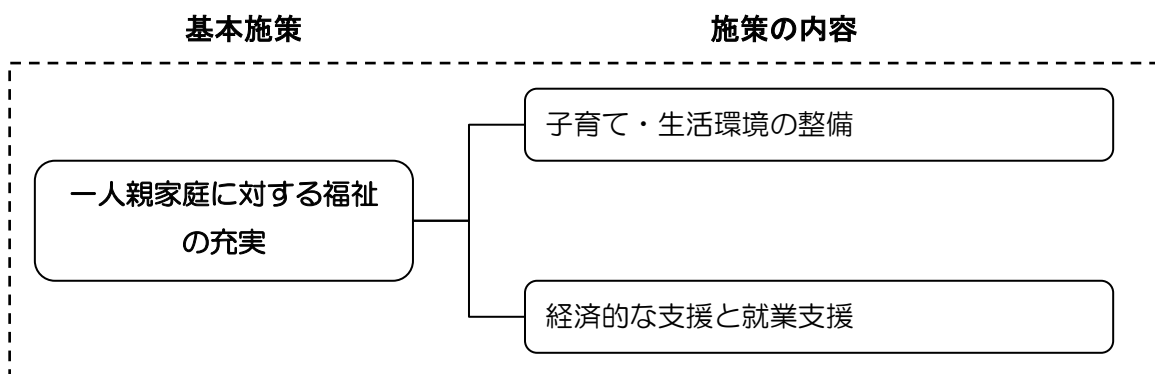 基本施策
施策の内容
子育て・生活環境の整備
一人親家庭に対する福祉
の充実
経済的な支援と就業支援